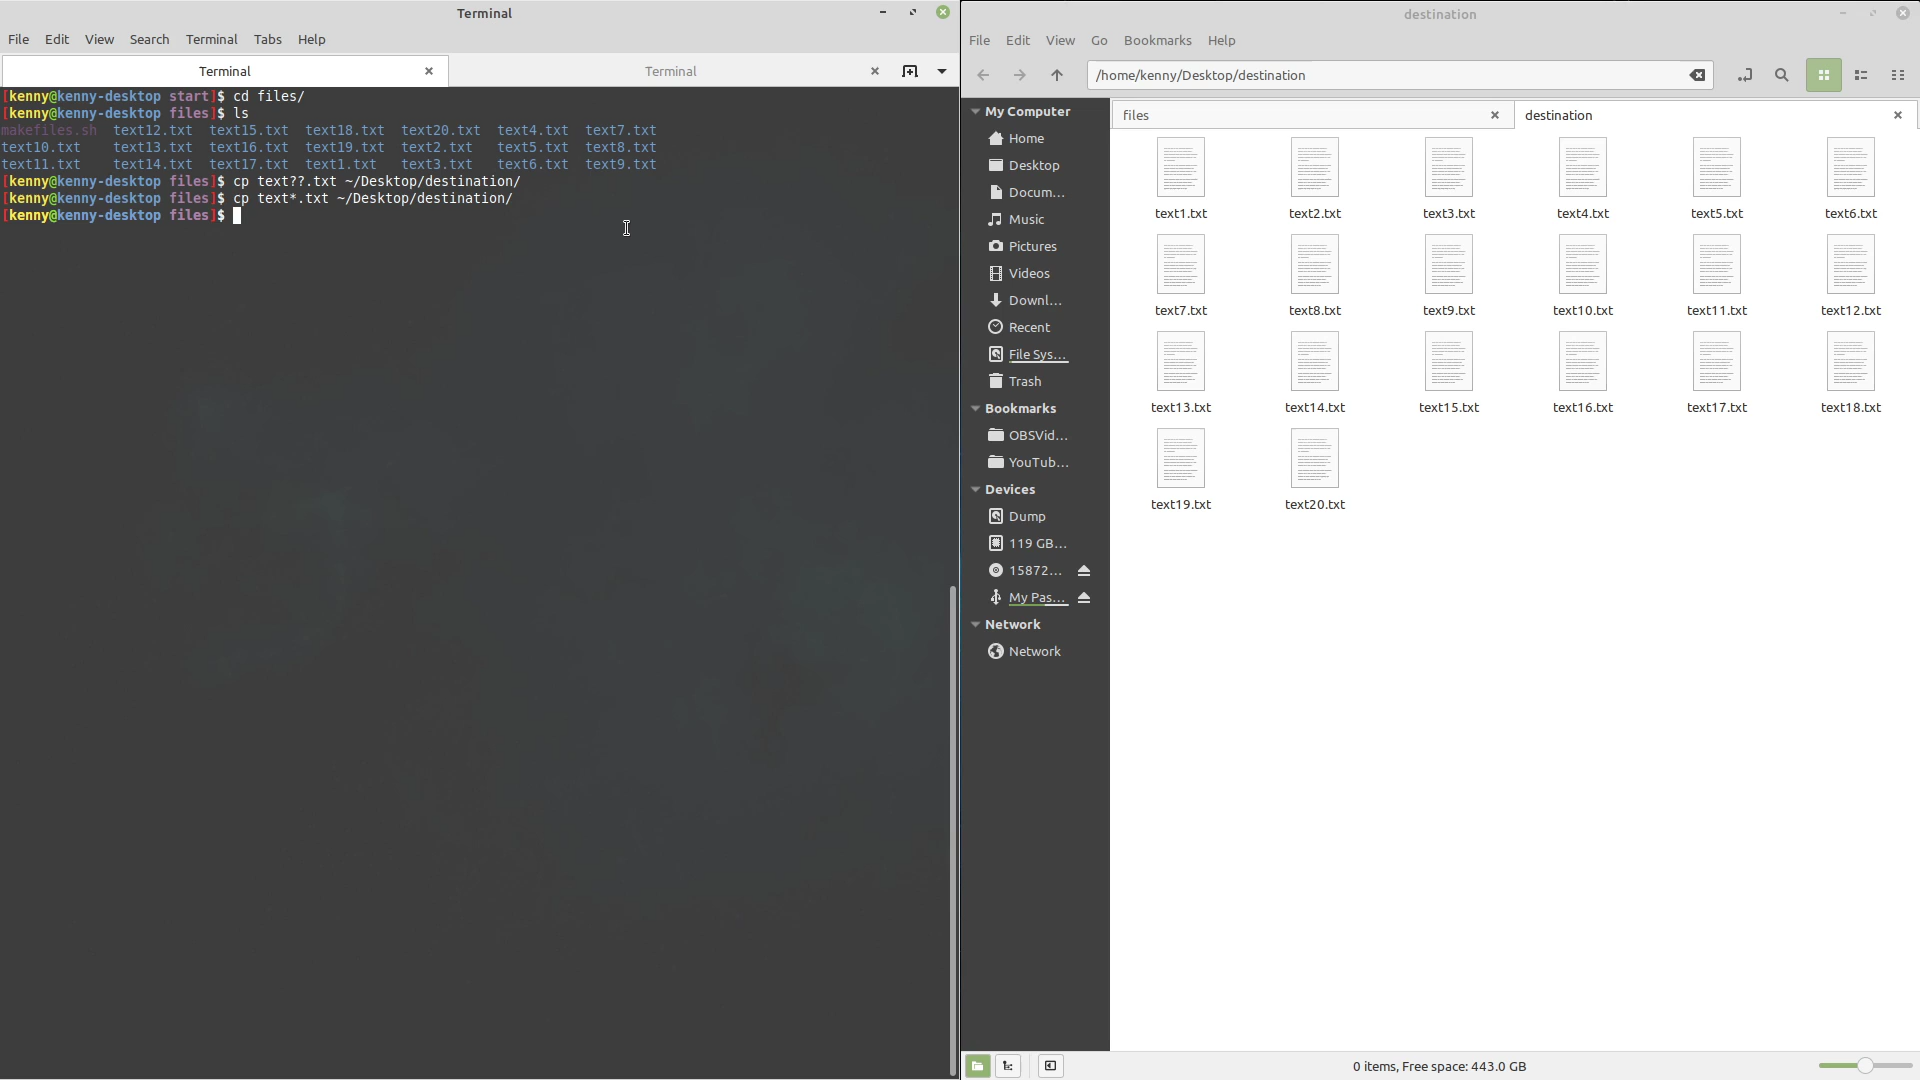 Terminal
File Edit View Search Terminal Tabs Help
Terminal Terminal
[kenny@kenny-desktop start]$ cd files/
[kenny@kenny-desktop files]$ ls
makefiles.sh text12.txt text15.txt text18.txt text20.txt text4.txt text7.txt
text10.txt text13.txt text16.txt text19.txt text2.txt text5.txt text8.txt
text11.txt text14.txt text17.txt text1.txt text3.txt text6.txt text9.txt
[kenny@kenny-desktop files]$ cp text??.txt ~/Desktop/destination/
[kenny@kenny-desktop files]$ cp text*.txt ~/Desktop/destination/
[kenny@kenny-desktop files]$
destination
File Edit View Go Bookmarks Help
/home/kenny/Desktop/destination
My Computer
Home
Desktop
Docum...
Music
Pictures
Videos
Downl...
Recent
File Sys...
Trash
Bookmarks
OBSVid...
YouTub...
Devices
Dump
119 GB...
15872...
My Pas...
Network
Network
files destination
text1.txt text2.txt text3.txt text4.txt text5.txt text6.txt
text7.txt text8.txt text9.txt text10.txt text11.txt text12.txt
text13.txt text14.txt text15.txt text16.txt text17.txt text18.txt
text19.txt text20.txt
0 items, Free space: 443.0 GB